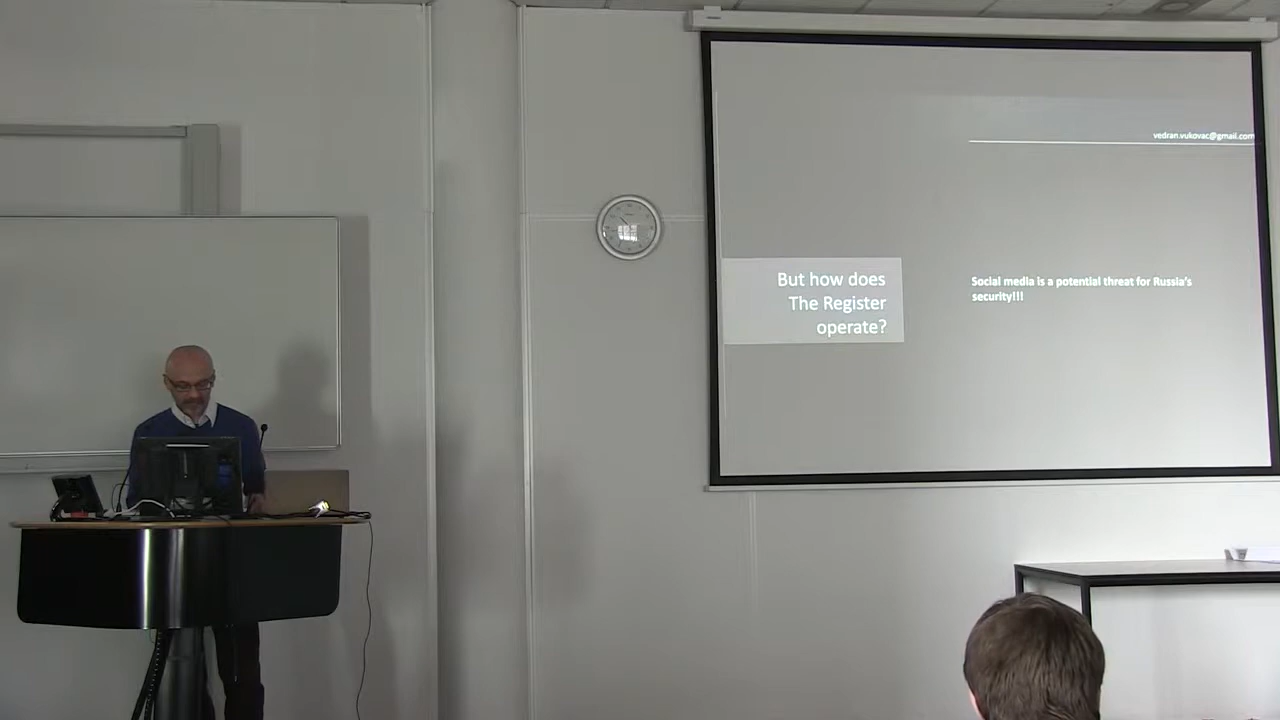 vedran.vukovac@gmail.com
But how does
The Register
operate?
Social media is a potential threat for Russia's
security!!!